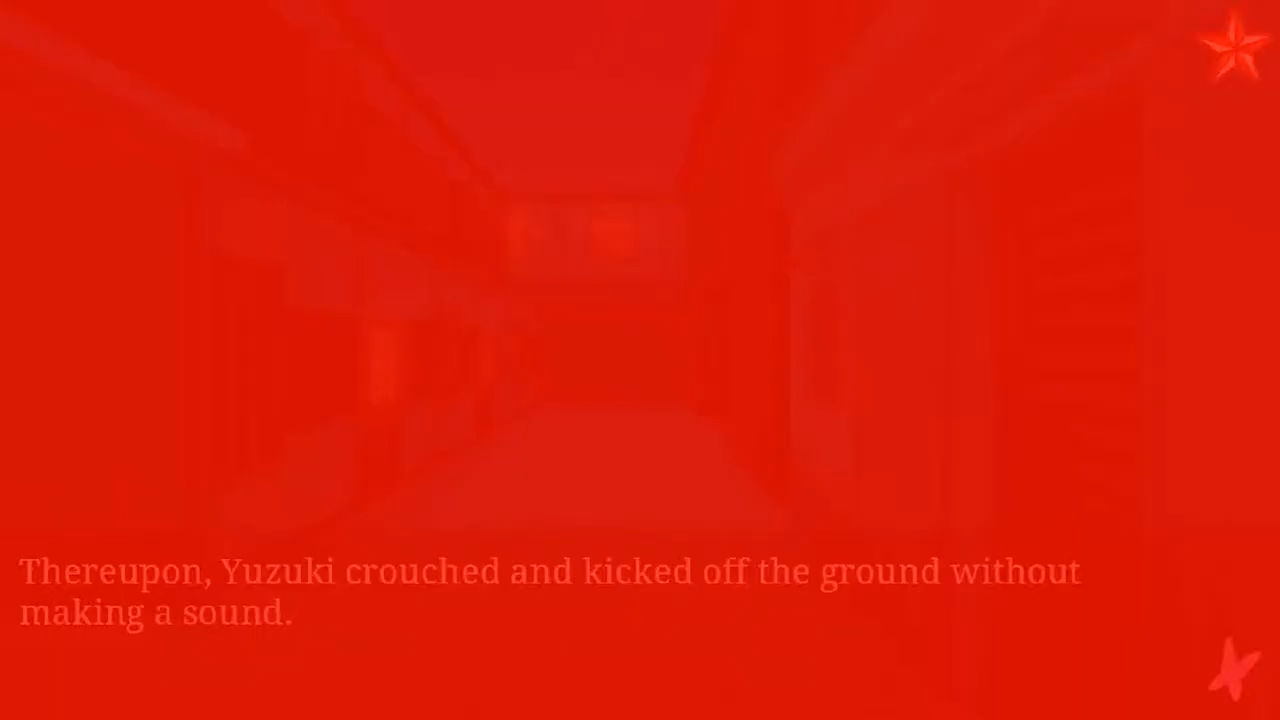 Thereupon, Yuzuki crouched and kicked off the ground without
making a sound.